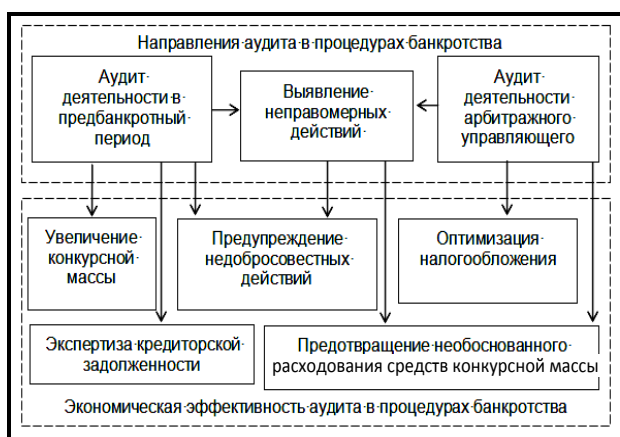 Направления аудита в процедурах банкротства
Аудит
деятельности в
предбанкротный
период
Выявление
неправомерных
действий
Аудит
деятельности
арбитражного
управляющего
Увеличение
конкурсной
массы
Предупреждение
недобросовестных
действий
Оптимизация
налогообложения
Экспертиза кредиторской
задолженности
Предотвращение необоснованного
расходования средств конкурсной массы
Экономическая эффективность аудита в процедурах банкротства